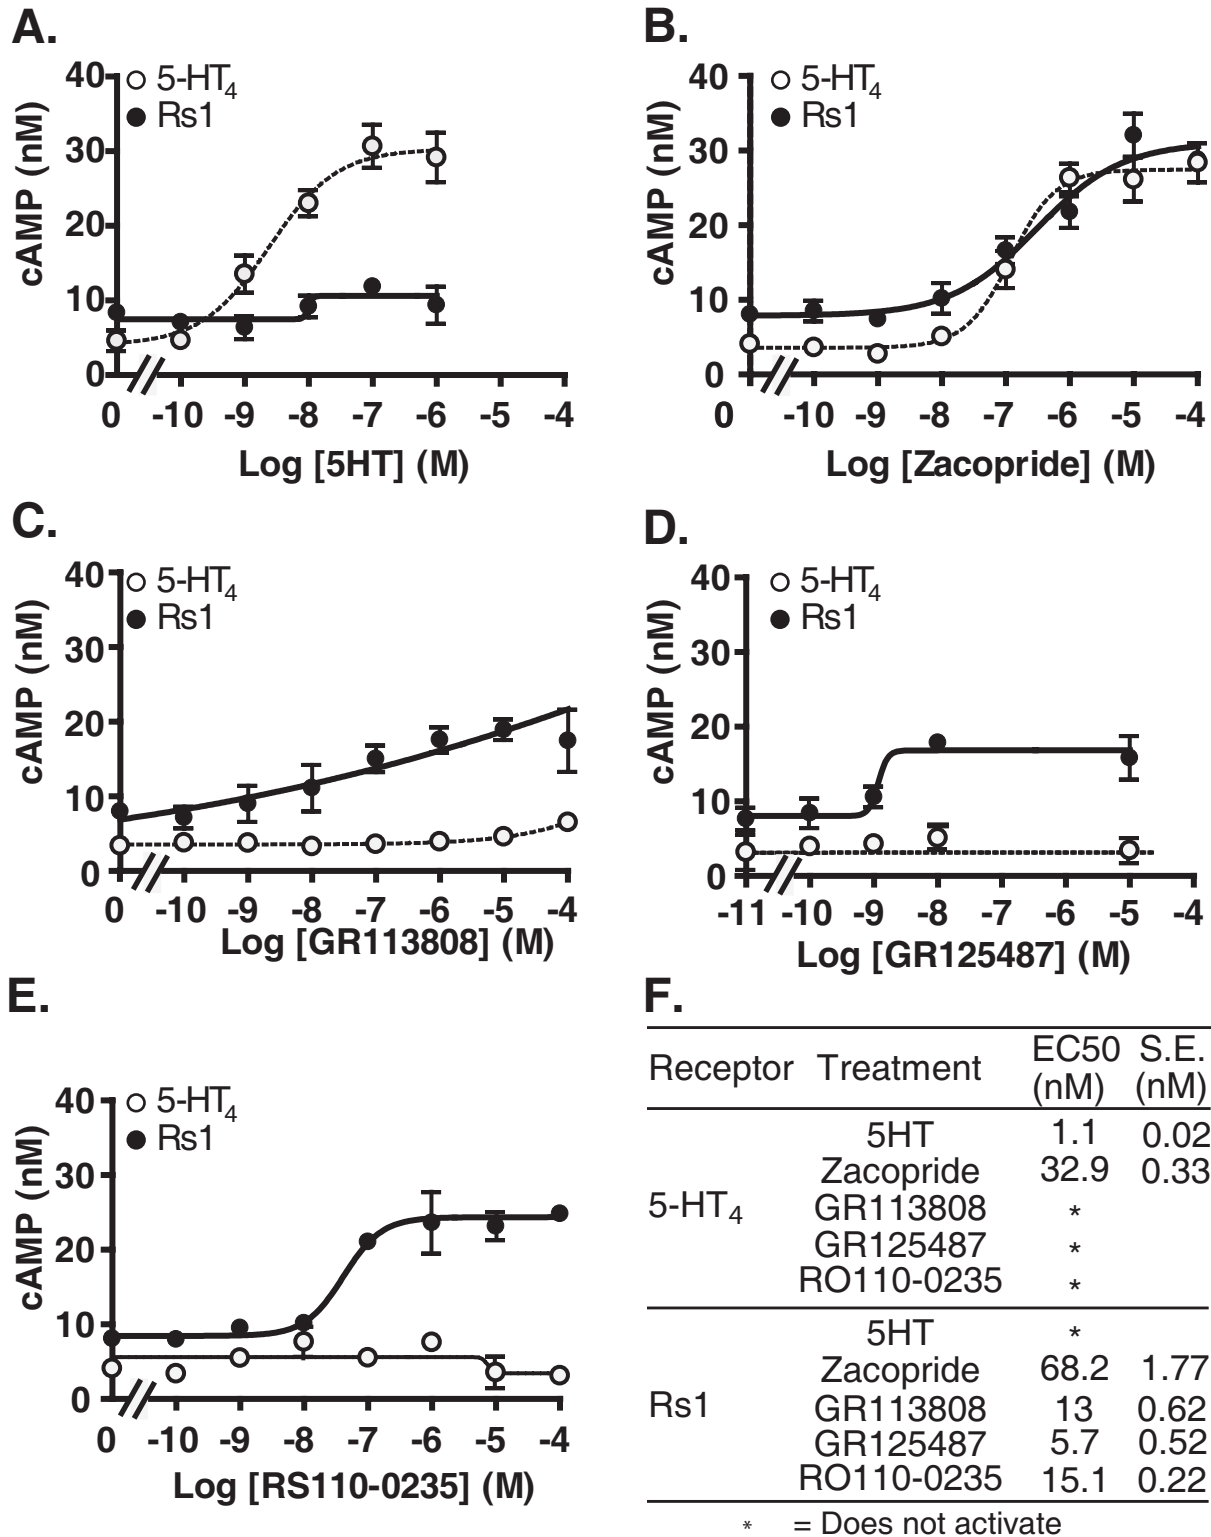 A.
40
30
20
10
0
cAMP (nM)
5-HT4
Rs1
0 -10 -9 -8 -7 -6 -5 -4
Log [5HT] (M)
B.
40
30
20
10
0
cAMP (nM)
5-HT4
Rs1
0 -10 -9 -8 -7 -6 -5 -4
Log [Zacopride] (M)
C.
40
30
20
10
0
cAMP (nM)
5-HT4
Rs1
0 -10 -9 -8 -7 -6 -5 -4
Log [GR113808] (M)
D.
40
30
20
10
0
cAMP (nM)
5-HT4
Rs1
-11 -10 -9 -8 -7 -6 -5 -4
Log [GR125487] (M)
E.
40
30
20
10
0
cAMP (nM)
5-HT4
Rs1
0 -10 -9 -8 -7 -6 -5 -4
Log [RS110-0235] (M)
F.
Receptor Treatment EC50 (nM) S.E. (nM)
5-HT4
5HT 1.1 0.02
Zacopride 32.9 0.33
GR113808 *
GR125487 *
RO110-0235 *
Rs1
5HT *
Zacopride 68.2 1.77
GR113808 13 0.62
GR125487 5.7 0.52
RO110-0235 15.1 0.22
* = Does not activate